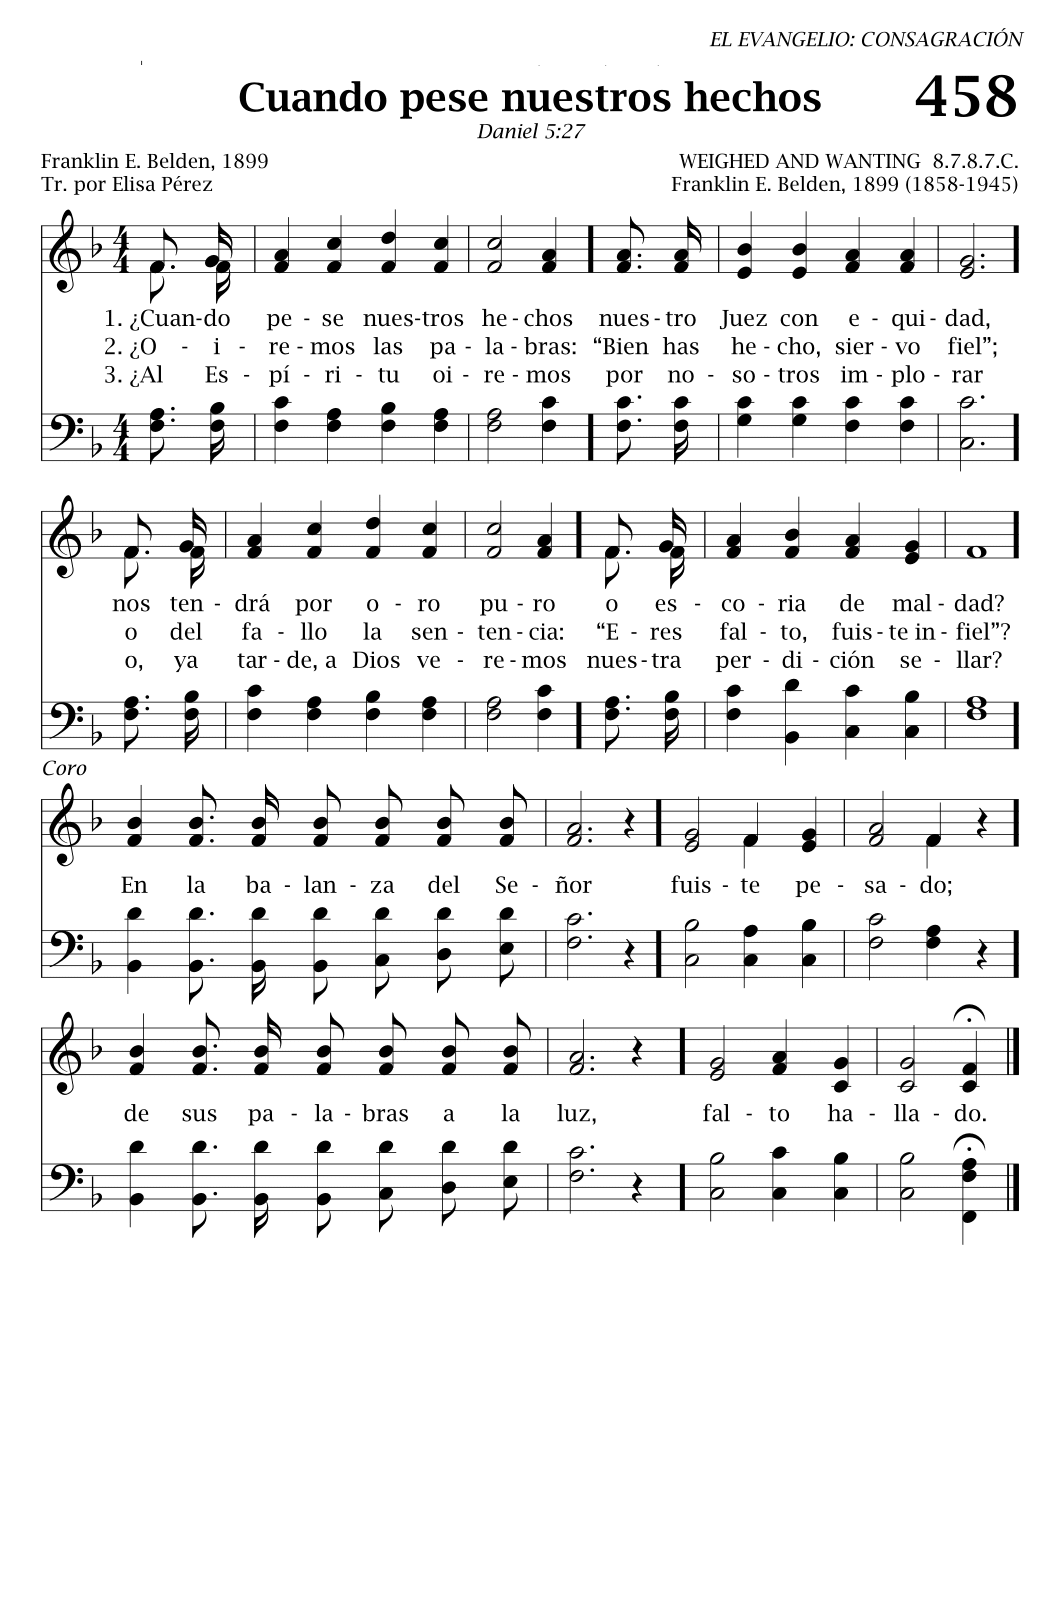 EL EVANGELIO: CONSAGRACIÓN
Cuando pese nuestros hechos 458
Daniel 5:27
Franklin E. Belden, 1899 WEIGHED AND WANTING 8.7.8.7.C.
Tr. por Elisa Pérez Franklin E. Belden, 1899 (1858-1945)
1. ¿Cuan-do pe - se nues-tros he - chos nues - tro Juez con e - qui - dad,
2. ¿O - i - re - mos las pa - la - bras: “Bien has he - cho, sier - vo fiel”;
3. ¿Al Es - pí - ri - tu oi - re - mos por no - so - tros im - plo - rar
nos ten - drá por o - ro pu - ro o es - co - ria de mal - dad?
o del fa - llo la sen - ten - cia: “E - res fal - to, fuis - te in - fiel”?
o, ya tar - de, a Dios ve - re - mos nues - tra per - di - ción se - llar?
Coro
En la ba - lan - za del Se - ñor fuis - te pe - sa - do;
de sus pa - la - bras a la luz, fal - to ha - lla - do.